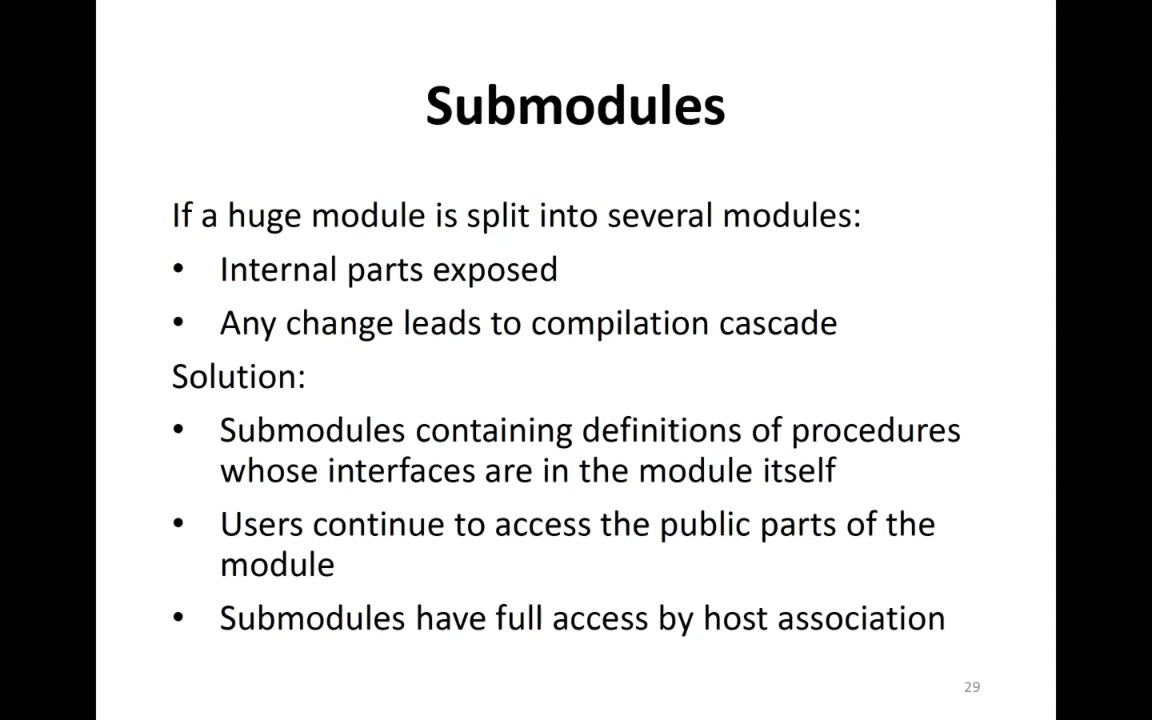 Submodules
If a huge module is split into several modules:
• Internal parts exposed
• Any change leads to compilation cascade
Solution:
• Submodules containing definitions of procedures
whose interfaces are in the module itself
• Users continue to access the public parts of the
module
• Submodules have full access by host association
29